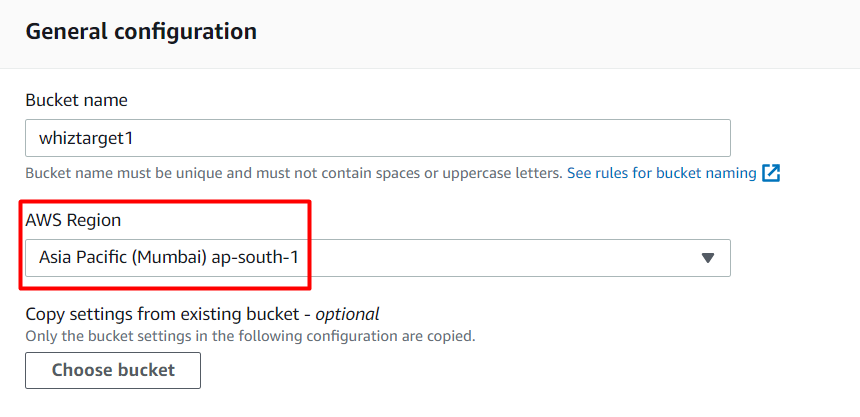 General configuration
Bucket name
whiztarget1
Bucket name must be unique and must not contain spaces or uppercase letters. See rules for bucket naming
AWS Region
Asia Pacific (Mumbai) ap-south-1
Copy settings from existing bucket - optional
Only the bucket settings in the following configuration are copied.
Choose bucket